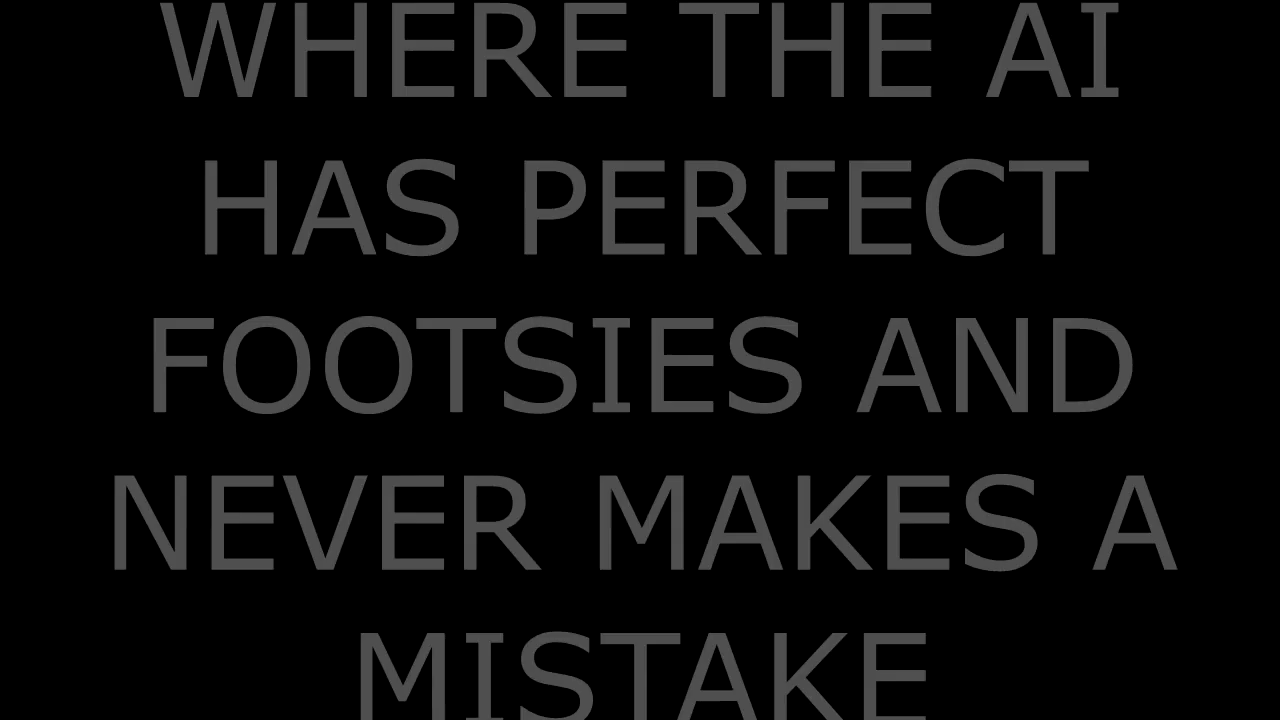 WHERE THE AI
HAS PERFECT
FOOTSIES AND
NEVER MAKES A
MISTAKE